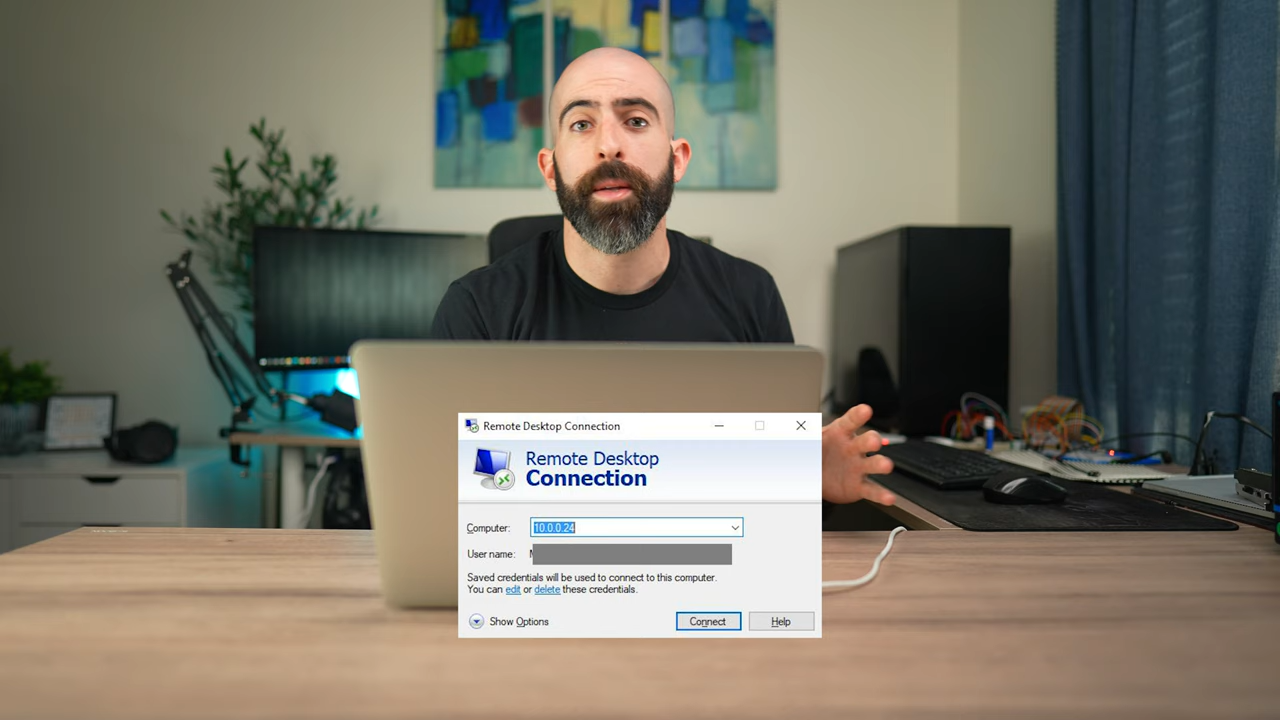 Remote Desktop Connection
Remote Desktop
Connection
Computer: 10.0.0.24
User name:
Saved credentials will be used to connect to this computer.
You can edit or delete these credentials.
Show Options
Connect
Help